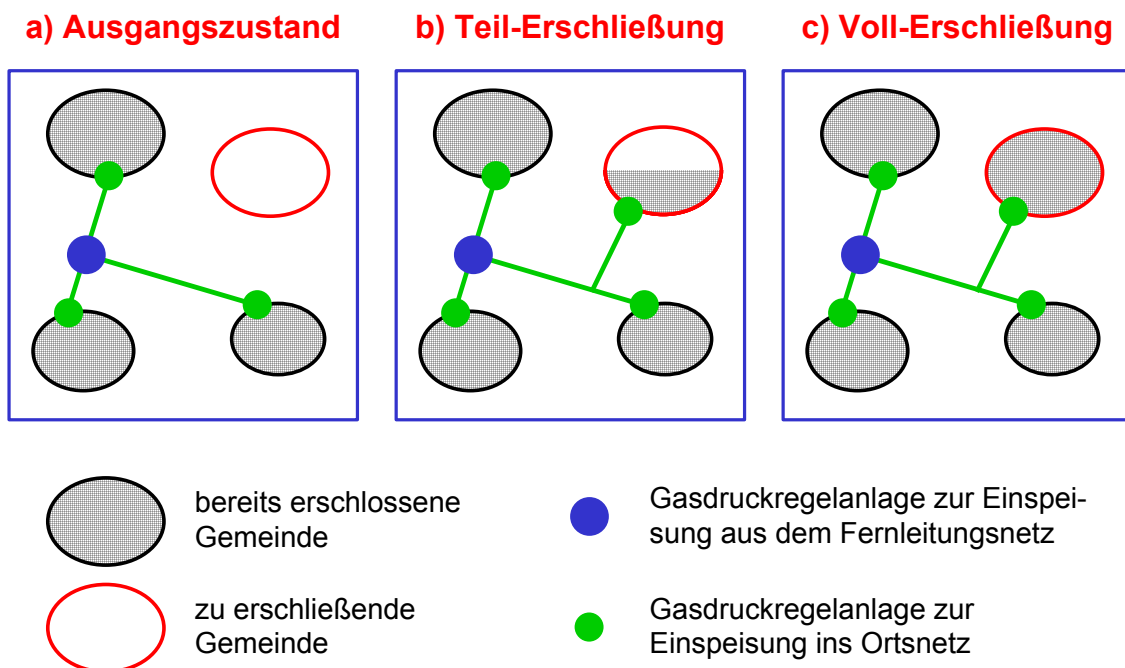 a) Ausgangszustand
b) Teil-Erschließung
c) Voll-Erschließung
bereits erschlossene
Gemeinde
Gasdruckregelanlage zur Einspei-
sung aus dem Fernleitungsnetz
zu erschließende
Gemeinde
Gasdruckregelanlage zur
Einspeisung ins Ortsnetz